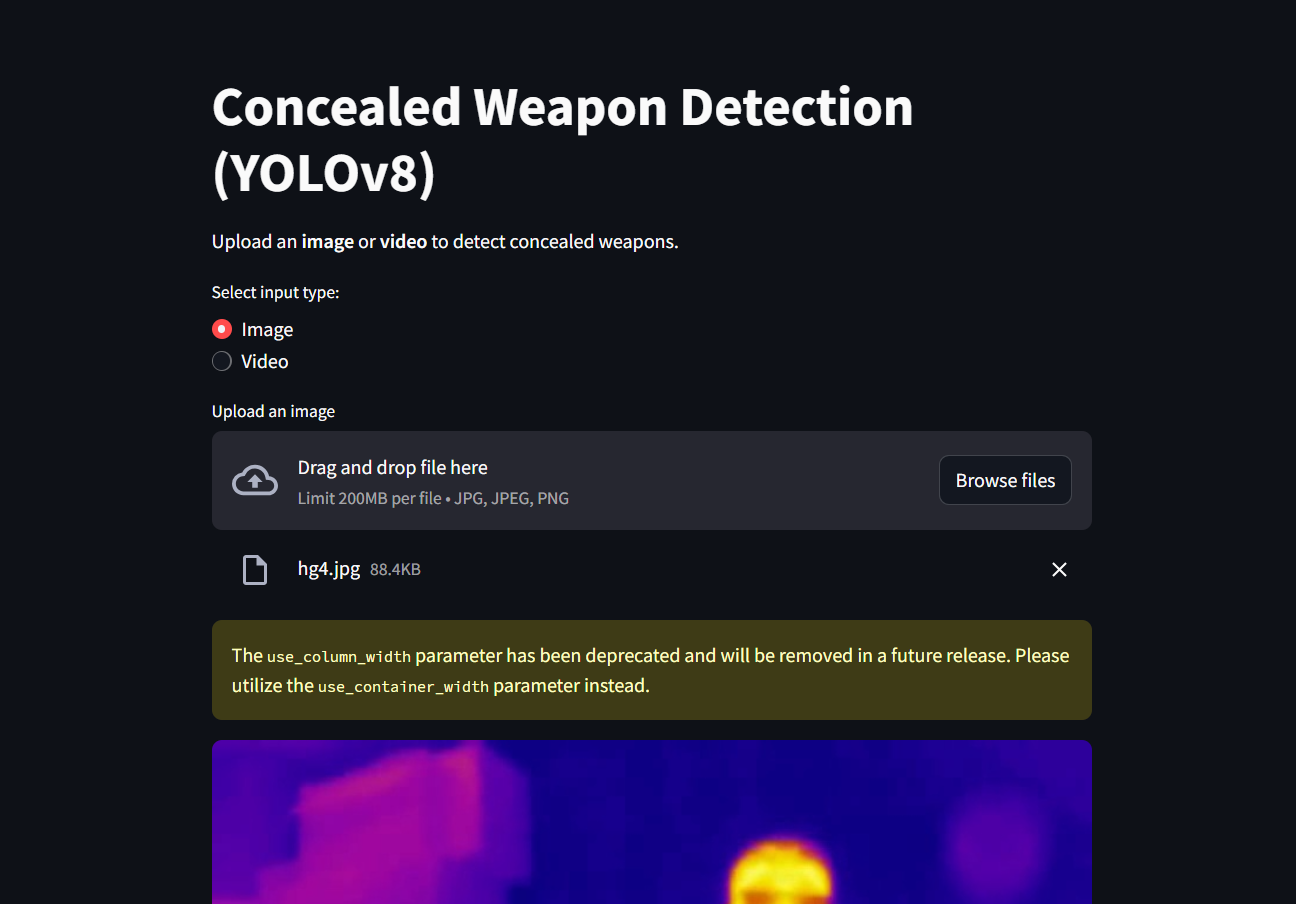 Concealed Weapon Detection
(YOLOv8)
Upload an image or video to detect concealed weapons.
Select input type:
Image
Video
Upload an image
Drag and drop file here
Limit 200MB per file • JPG, JPEG, PNG
Browse files
hg4.jpg 88.4KB
The use_column_width parameter has been deprecated and will be removed in a future release. Please
utilize the use_container_width parameter instead.